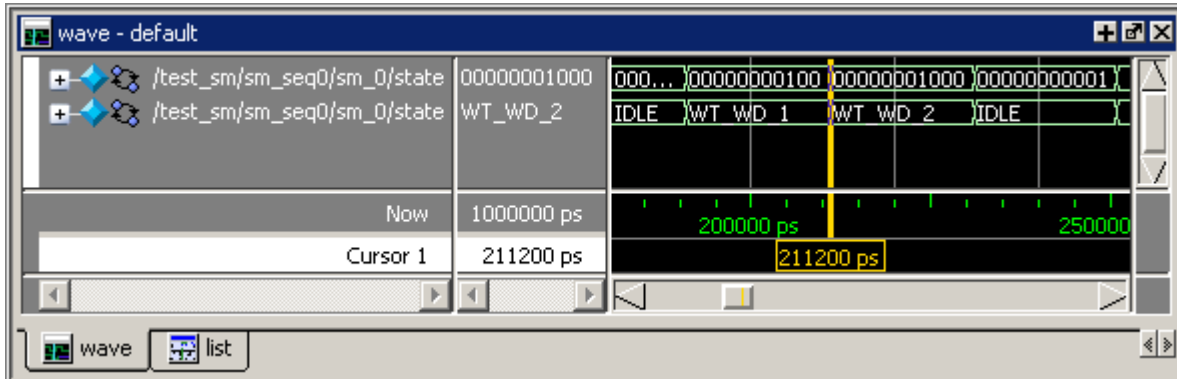 wave - default
/test_sm/sm_seq0/sm_0/state 00000001000 000... 00000000100 00000001000 00000000001
/test_sm/sm_seq0/sm_0/state WT_WD_2 IDLE WT_WD_1 WT_WD_2 IDLE
Now 1000000 ps 200000 ps 250000
Cursor 1 211200 ps 211200 ps
wave list